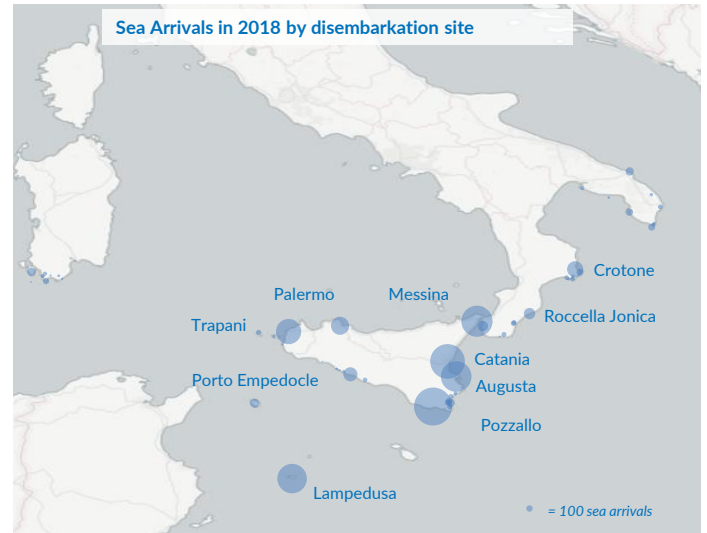 Sea Arrivals in 2018 by disembarkation site
Crotone
Palermo
Messina
Roccella Jonica
Trapani
Catania
Porto Empedocle
Augusta
Pozzallo
Lampedusa
= 100 sea arrivals